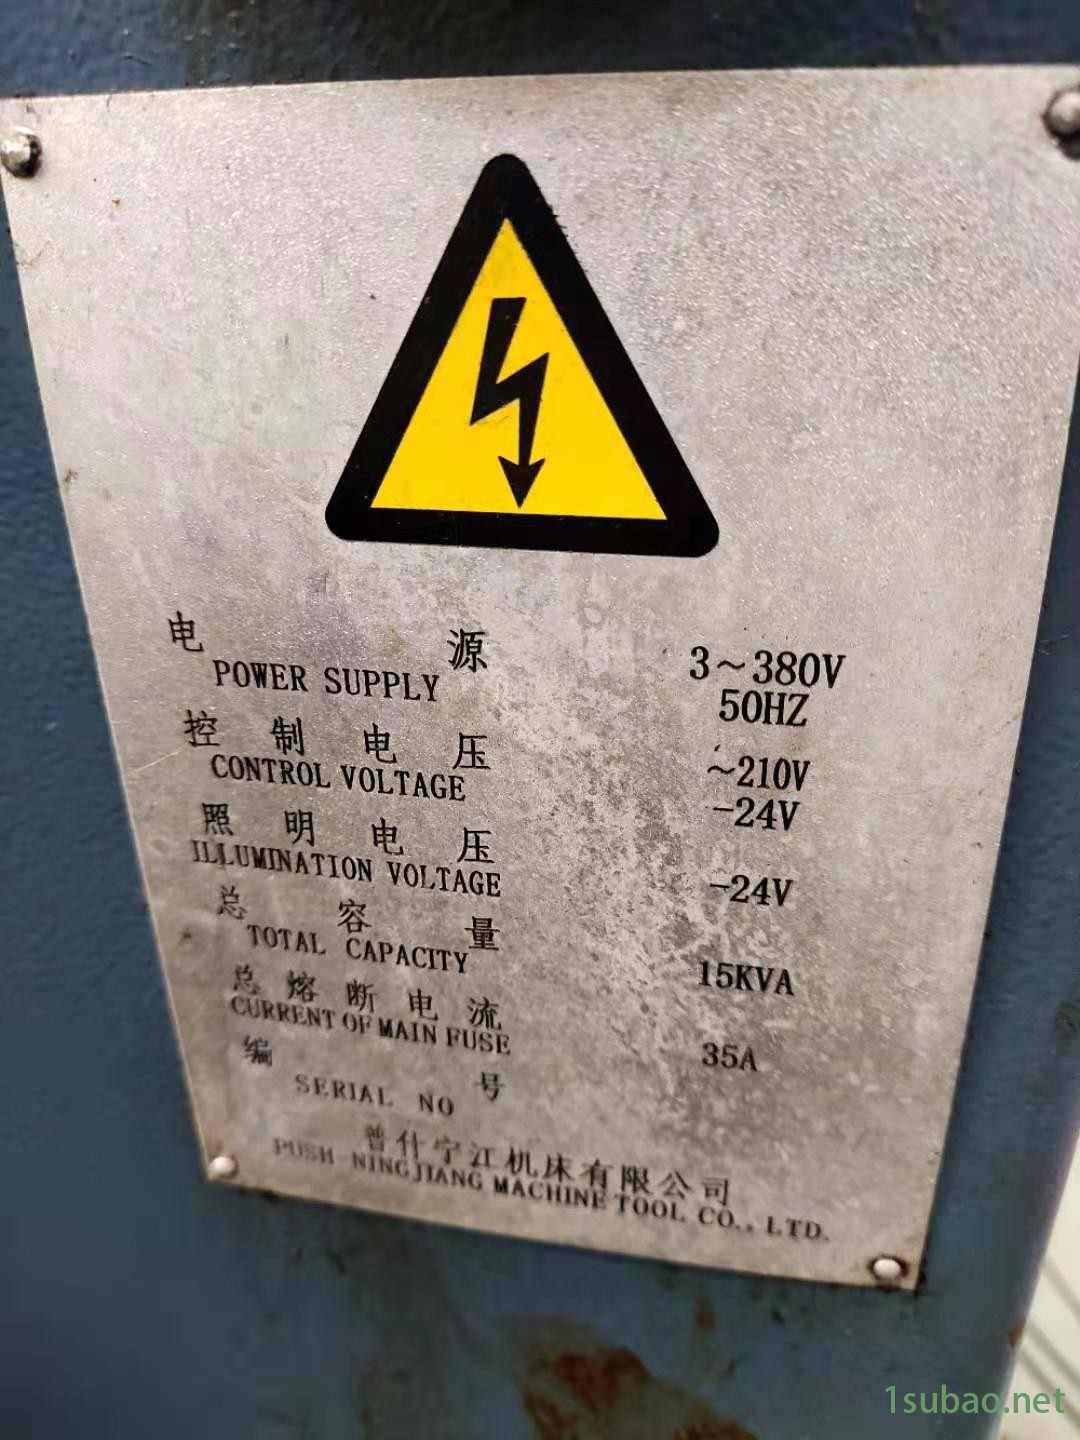 电 源 3～380V
POWER SUPPLY 50HZ
控 制 电 压 ～210V
CONTROL VOLTAGE -24V
照 明 电 压
ILLUMINATION VOLTAGE -24V
总 容 量
TOTAL CAPACITY 15KVA
总 熔 断 电 流
CURRENT OF MAIN FUSE 35A
编 号
SERIAL NO
普什宁江机床有限公司
PUSH-NINGJIANG MACHINE TOOL CO., LTD.
1subao.net